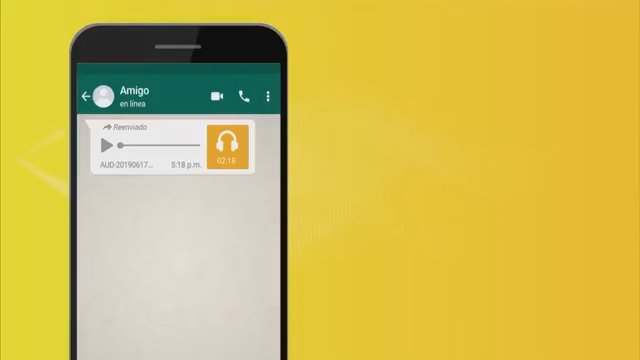 Amigo
en línea
Reenviado
02:18
AUD-20190617...
5:18 p.m.